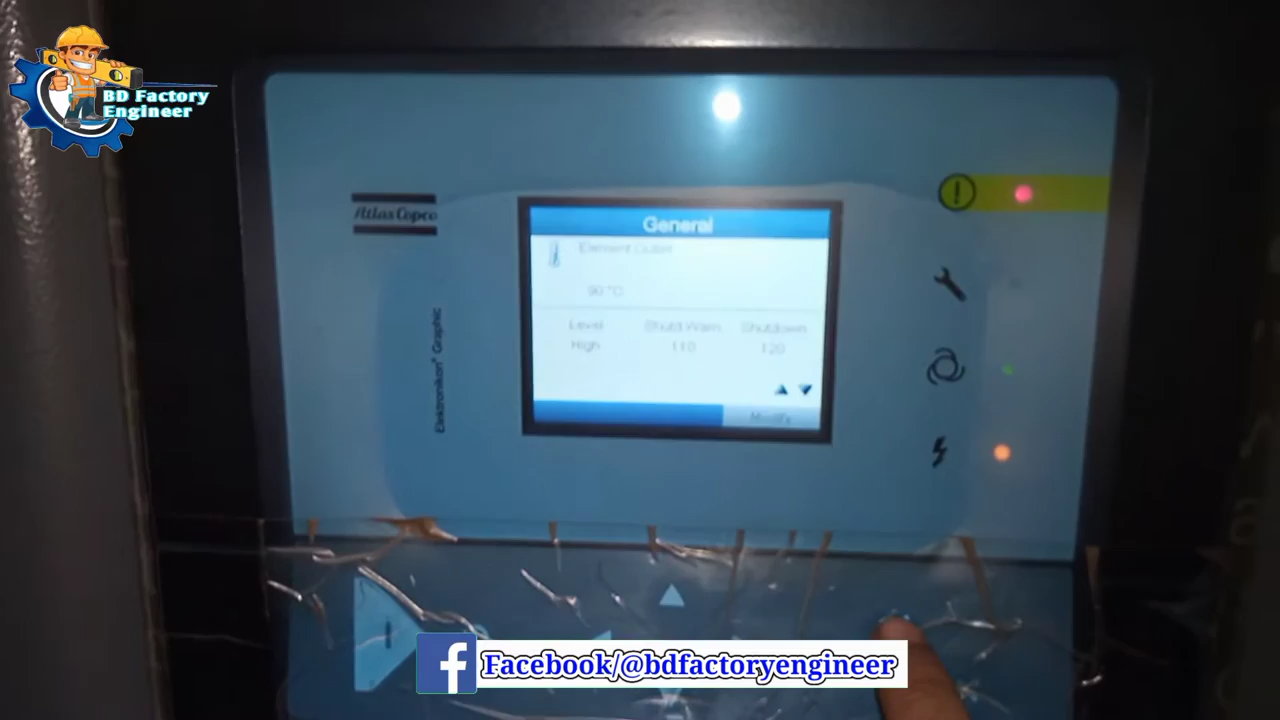 BD Factory
Engineer
Atlas Copco
General
Element Outlet
90 °C
Level Shutd Warn Shutdown
High 110 120
Modify
Elektronikon® Graphic
Facebook/@bdfactoryengineer